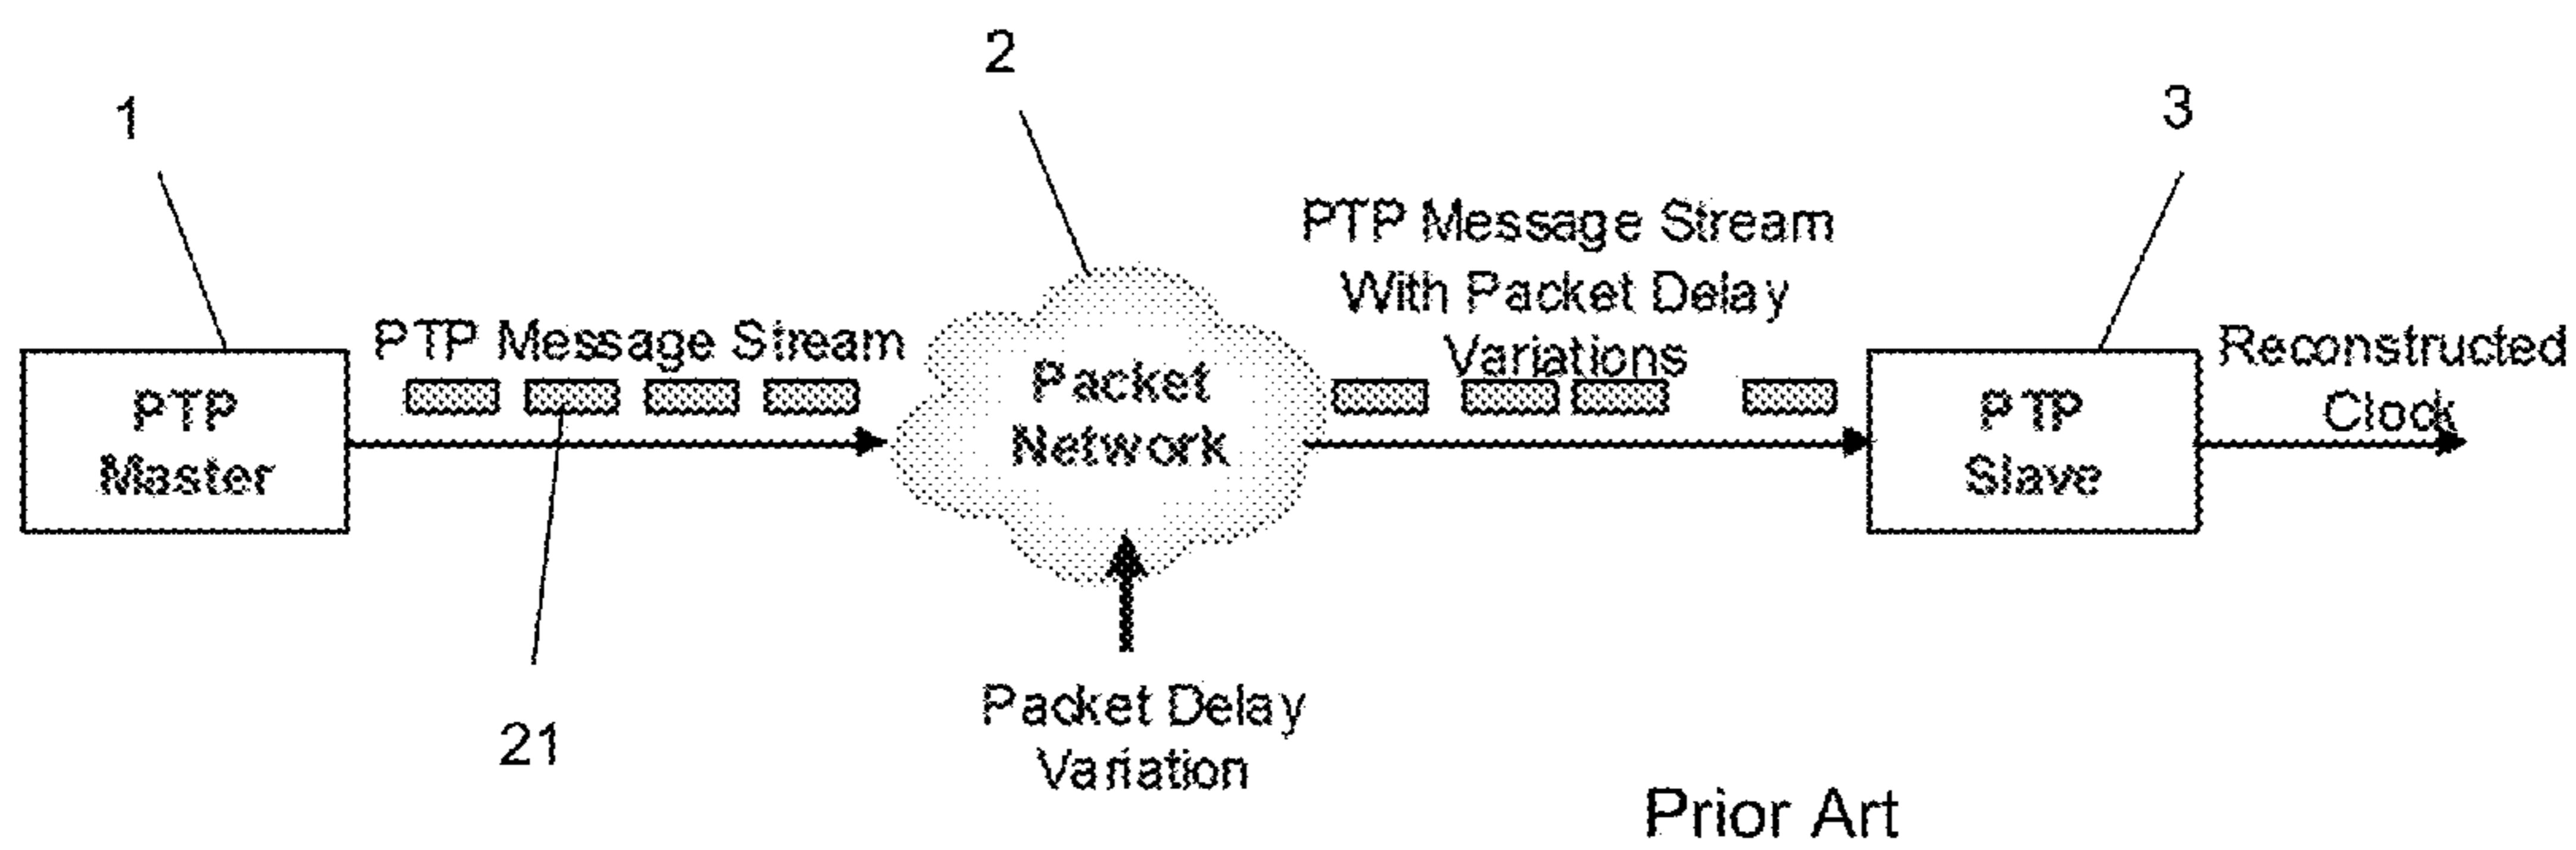 2
1
3
PTP Message Stream
With Packet Delay
Variations
PTP Message Stream
Reconstructed
Clock
PTP
Master
Packet
Network
PTP
Slave
21
Packet Delay
Variation
Prior Art